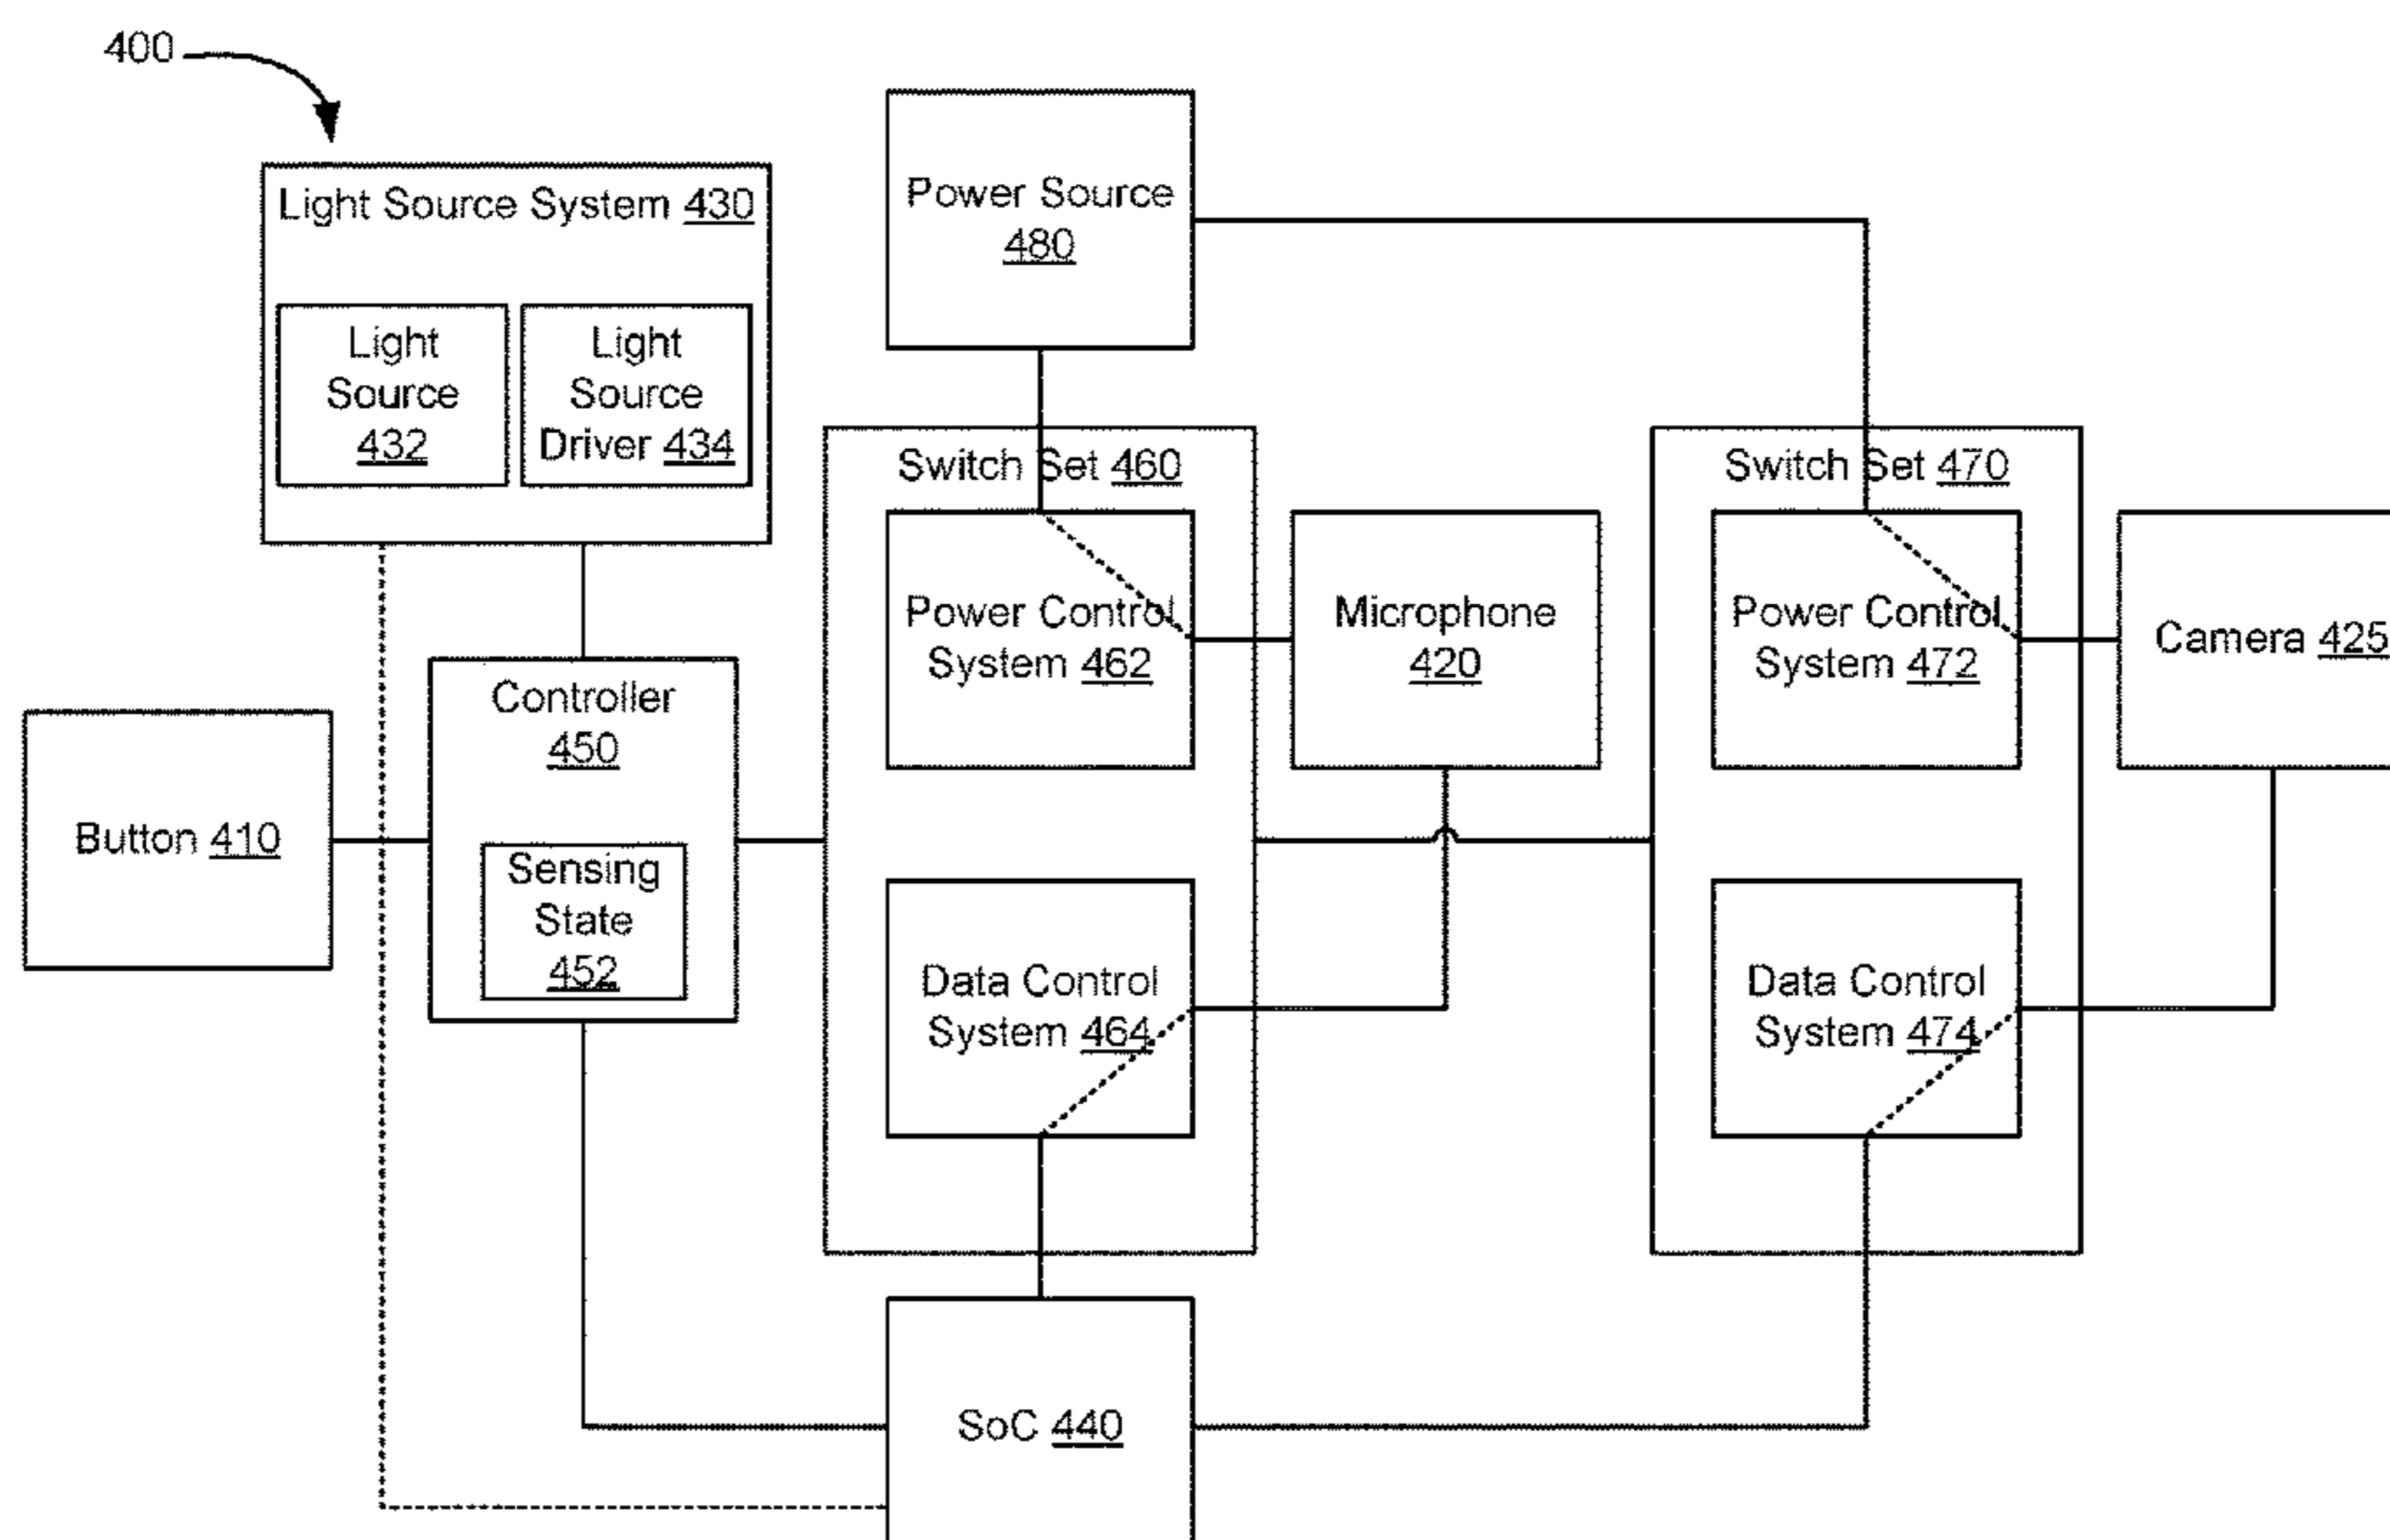 400
Light Source System 430
Light
Source
432
Light
Source
Driver 434
Power Source
480
Switch Set 460
Power Control
System 462
Data Control
System 464
Microphone
420
Switch Set 470
Power Control
System 472
Data Control
System 474
Camera 425
Controller
450
Sensing
State
452
Button 410
SoC 440